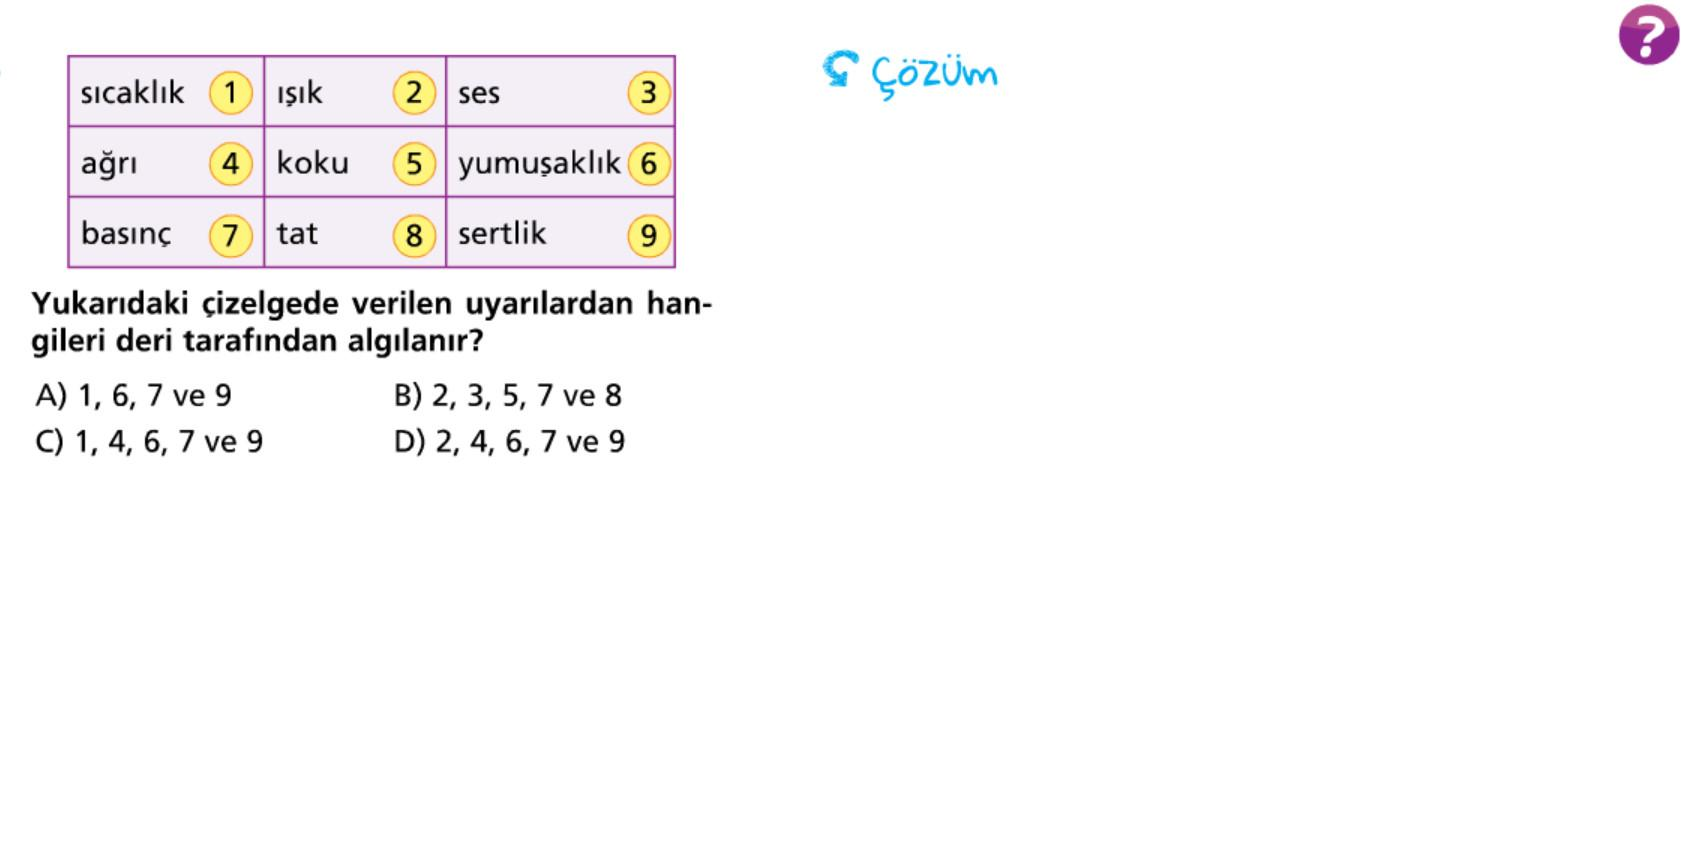 ?
Çözüm
sıcaklık 1 ışık 2 ses 3
ağrı 4 koku 5 yumuşaklık 6
basınç 7 tat 8 sertlik 9
Yukarıdaki çizelgede verilen uyarılardan han-
gileri deri tarafından algılanır?
A) 1, 6, 7 ve 9 B) 2, 3, 5, 7 ve 8
C) 1, 4, 6, 7 ve 9 D) 2, 4, 6, 7 ve 9